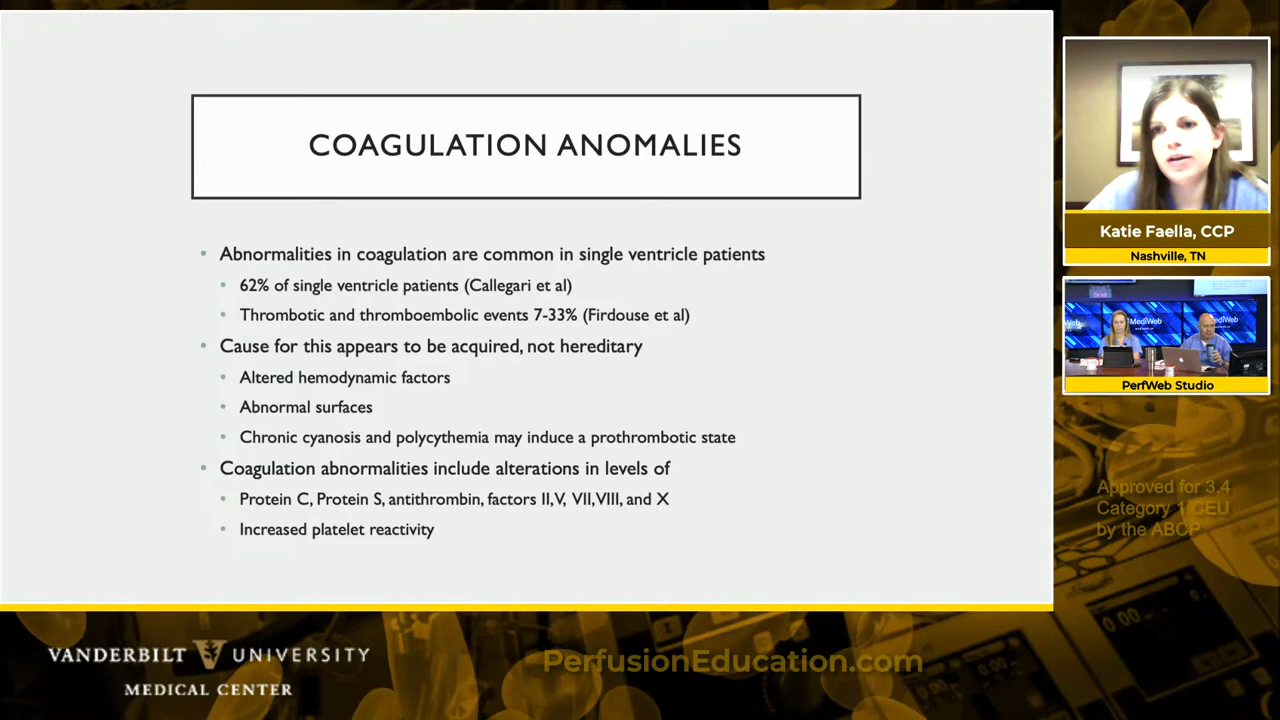 COAGULATION ANOMALIES
• Abnormalities in coagulation are common in single ventricle patients
• 62% of single ventricle patients (Callegari et al)
• Thrombotic and thromboembolic events 7-33% (Firdouse et al)
• Cause for this appears to be acquired, not hereditary
• Altered hemodynamic factors
• Abnormal surfaces
• Chronic cyanosis and polycythemia may induce a prothrombotic state
• Coagulation abnormalities include alterations in levels of
• Protein C, Protein S, antithrombin, factors II,V, VII,VIII, and X
• Increased platelet reactivity
Katie Faella, CCP
Nashville, TN
Web
MediWeb
PerfWeb Studio
Approved for 3.4
Category 1 CEU
by the ABCP
VANDERBILT UNIVERSITY
MEDICAL CENTER
PerfusionEducation.com